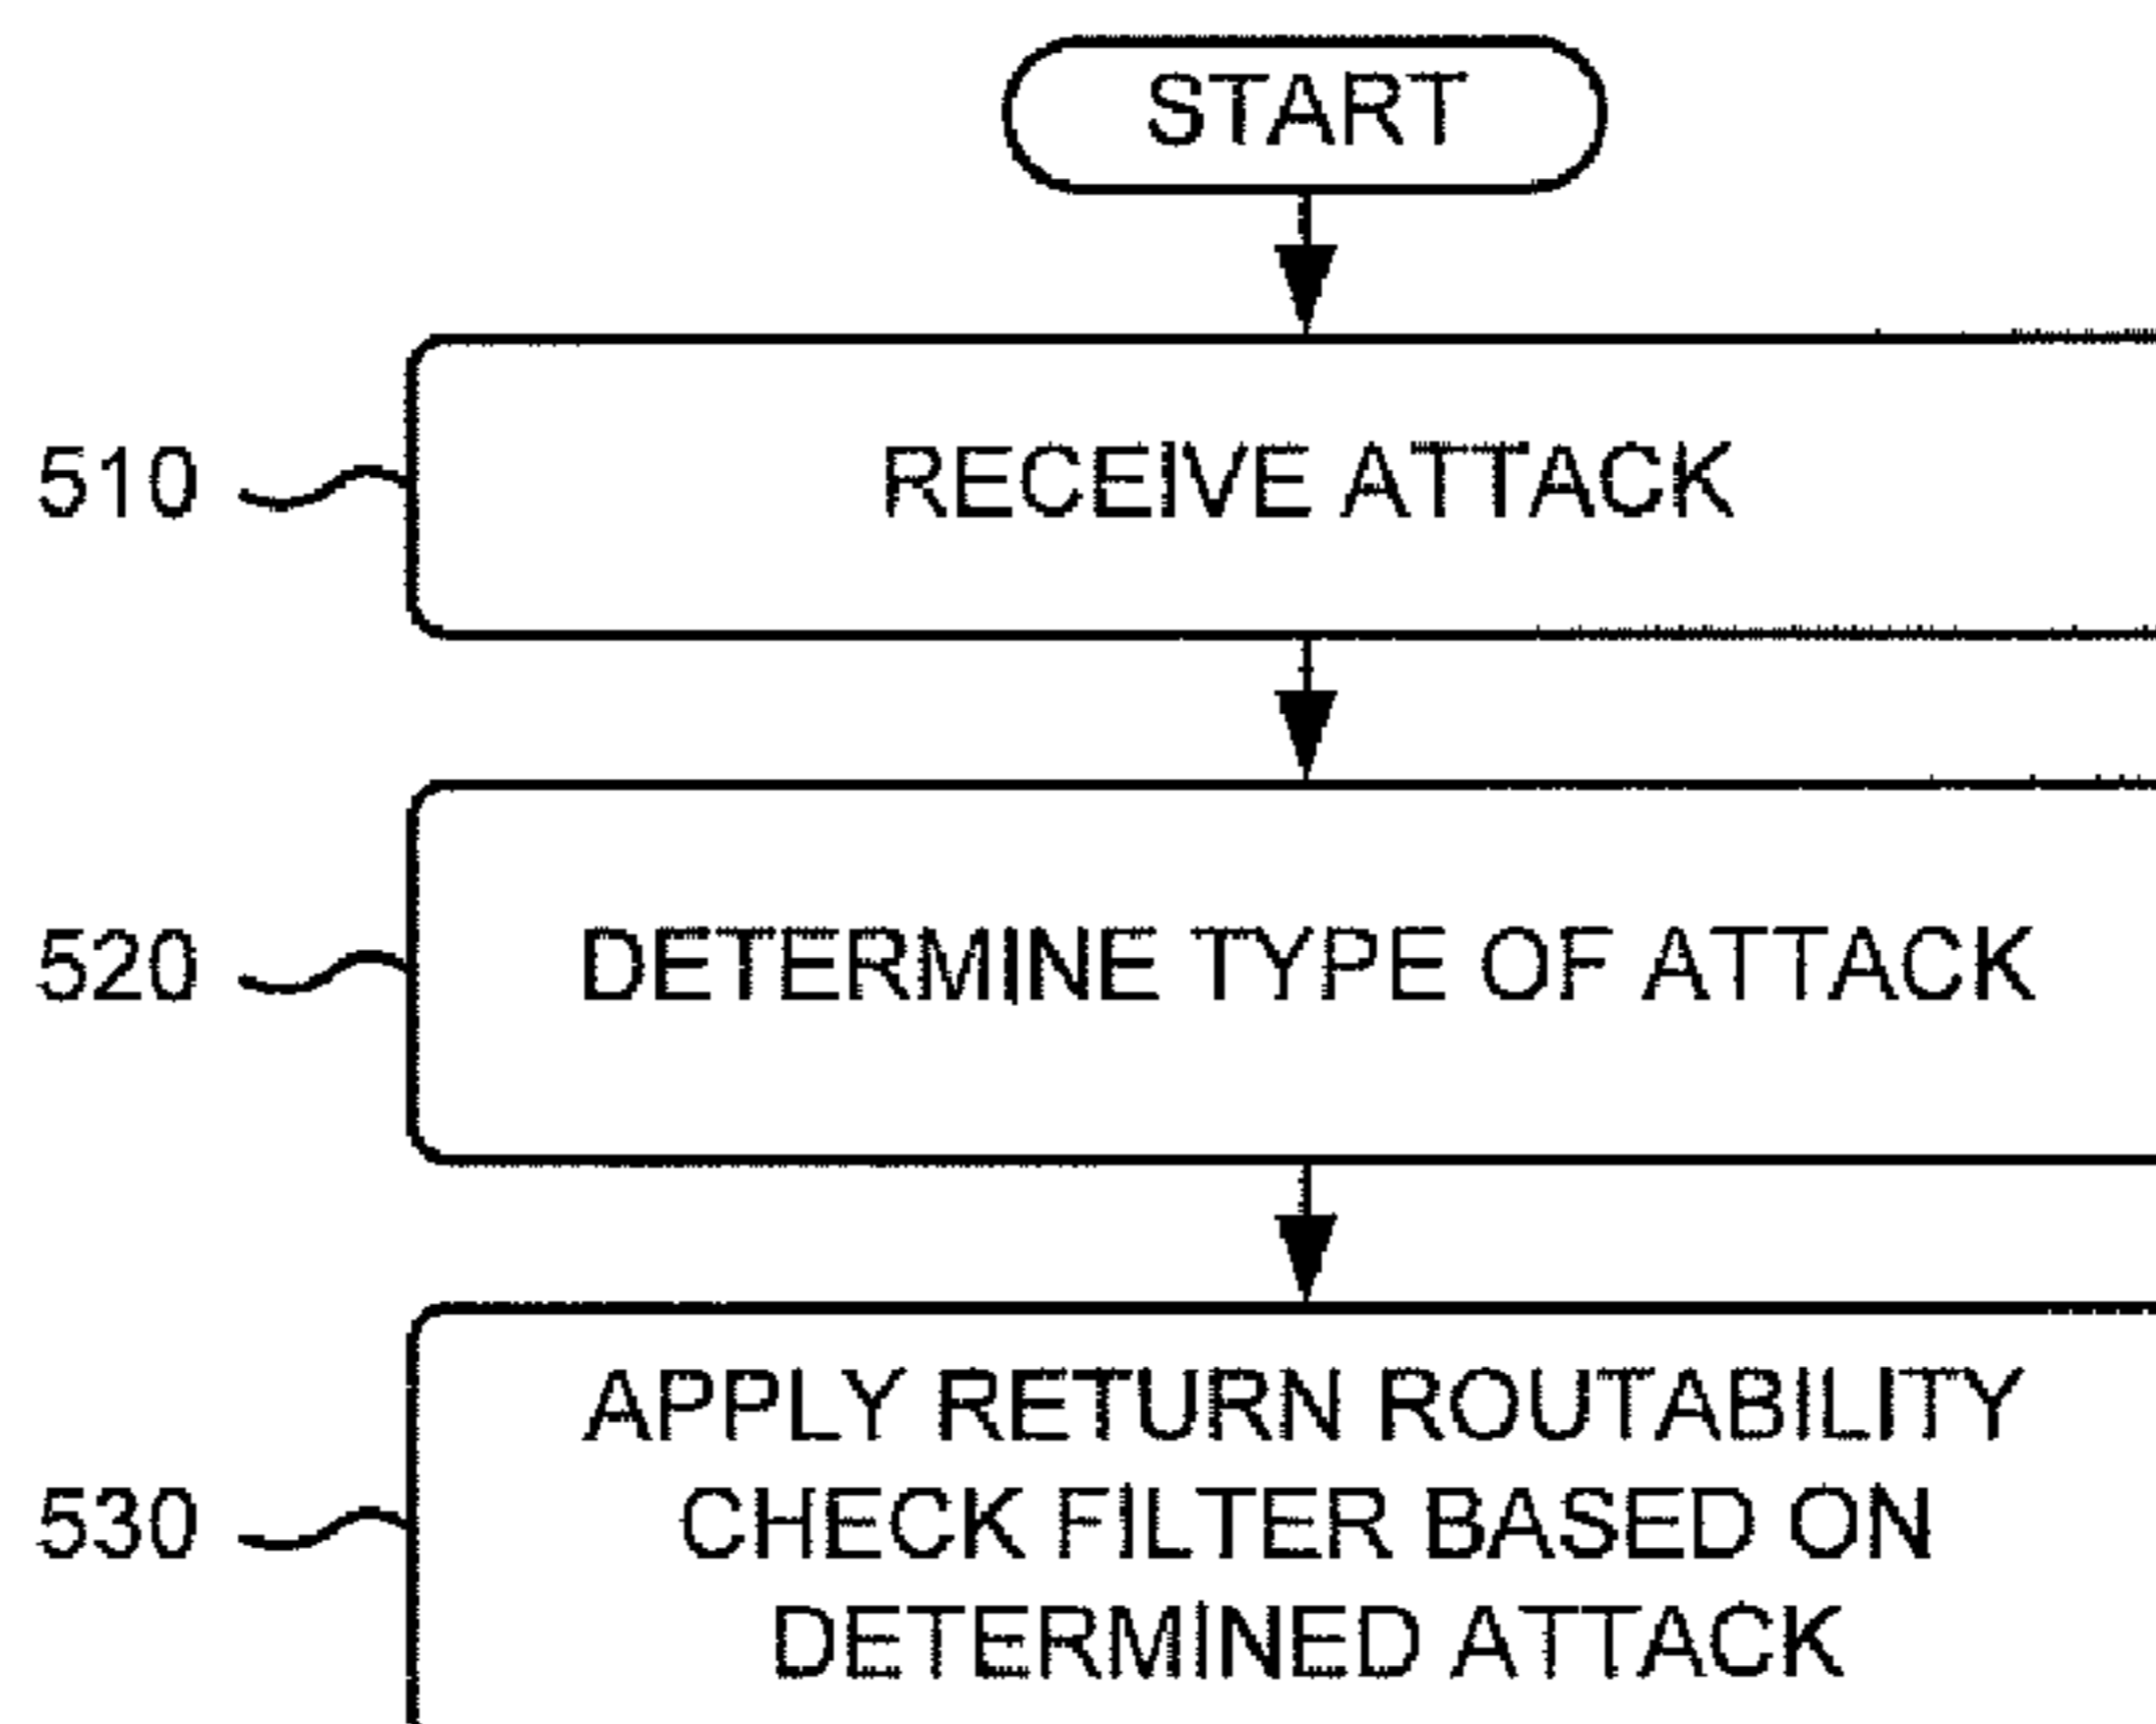 START
510
RECEIVE ATTACK
520
DETERMINE TYPE OF ATTACK
530
APPLY RETURN ROUTABILITY
CHECK FILTER BASED ON
DETERMINED ATTACK